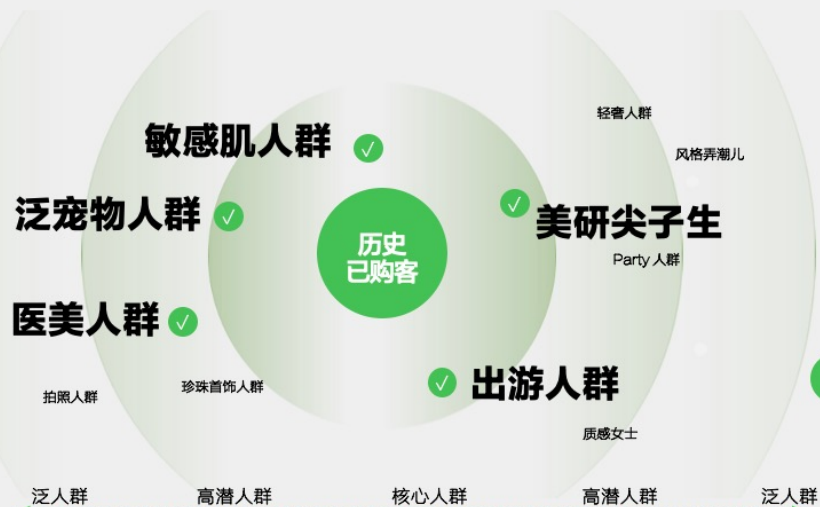 轻奢人群
敏感肌人群
风格弄潮儿
泛宠物人群
美研尖子生
历史
已购客
Party 人群
医美人群
出游人群
珍珠首饰人群
拍照人群
质感女士
泛人群
高潜人群
核心人群
高潜人群
泛人群